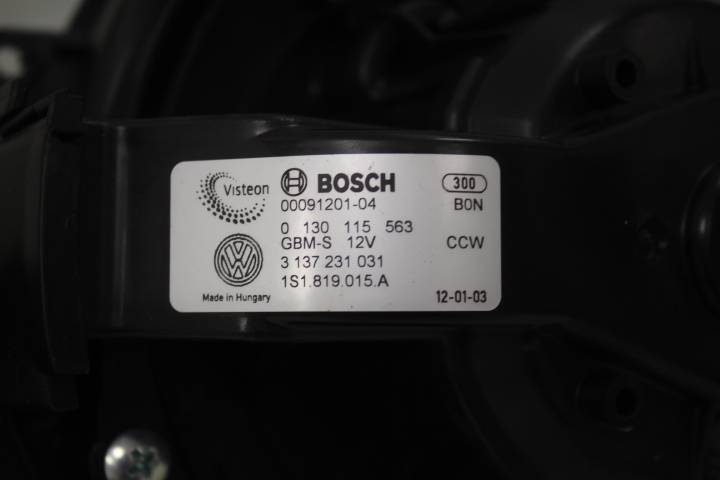 Visteon BOSCH 300
00091201-04 B0N
0 130 115 563
GBM-S 12V CCW
3 137 231 031
1S1.819.015.A
Made in Hungary 12-01-03